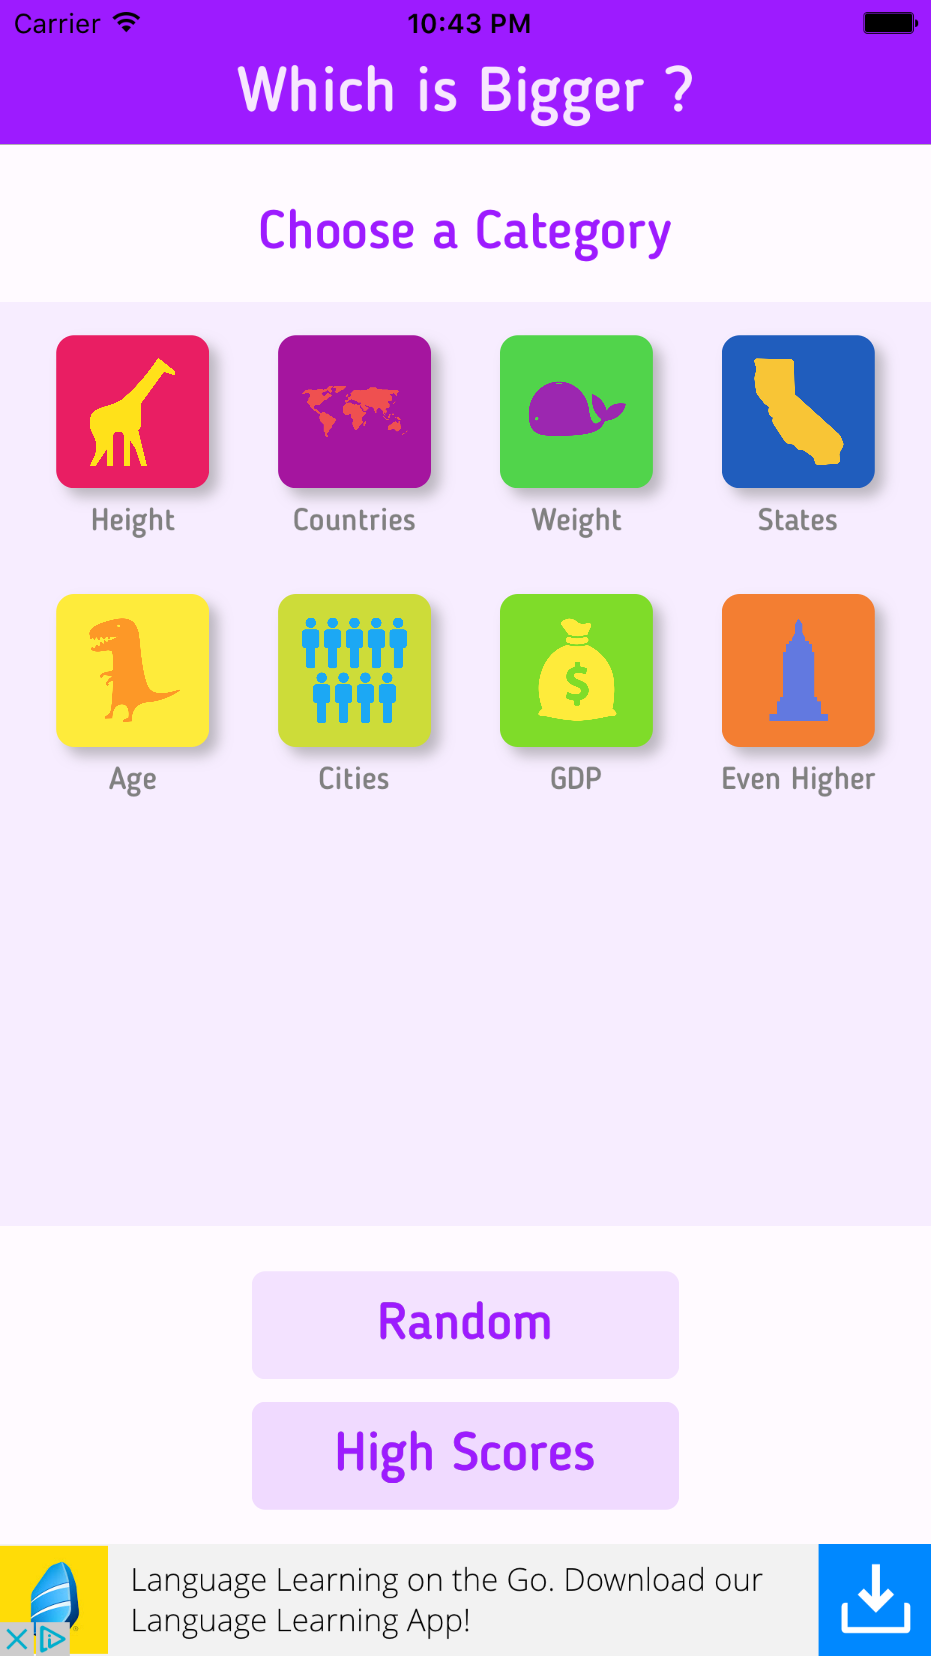 Carrier 10:43 PM
Which is Bigger ?
Choose a Category
Height Countries Weight States
$
Age Cities GDP Even Higher
Random
High Scores
Language Learning on the Go. Download our
Language Learning App!